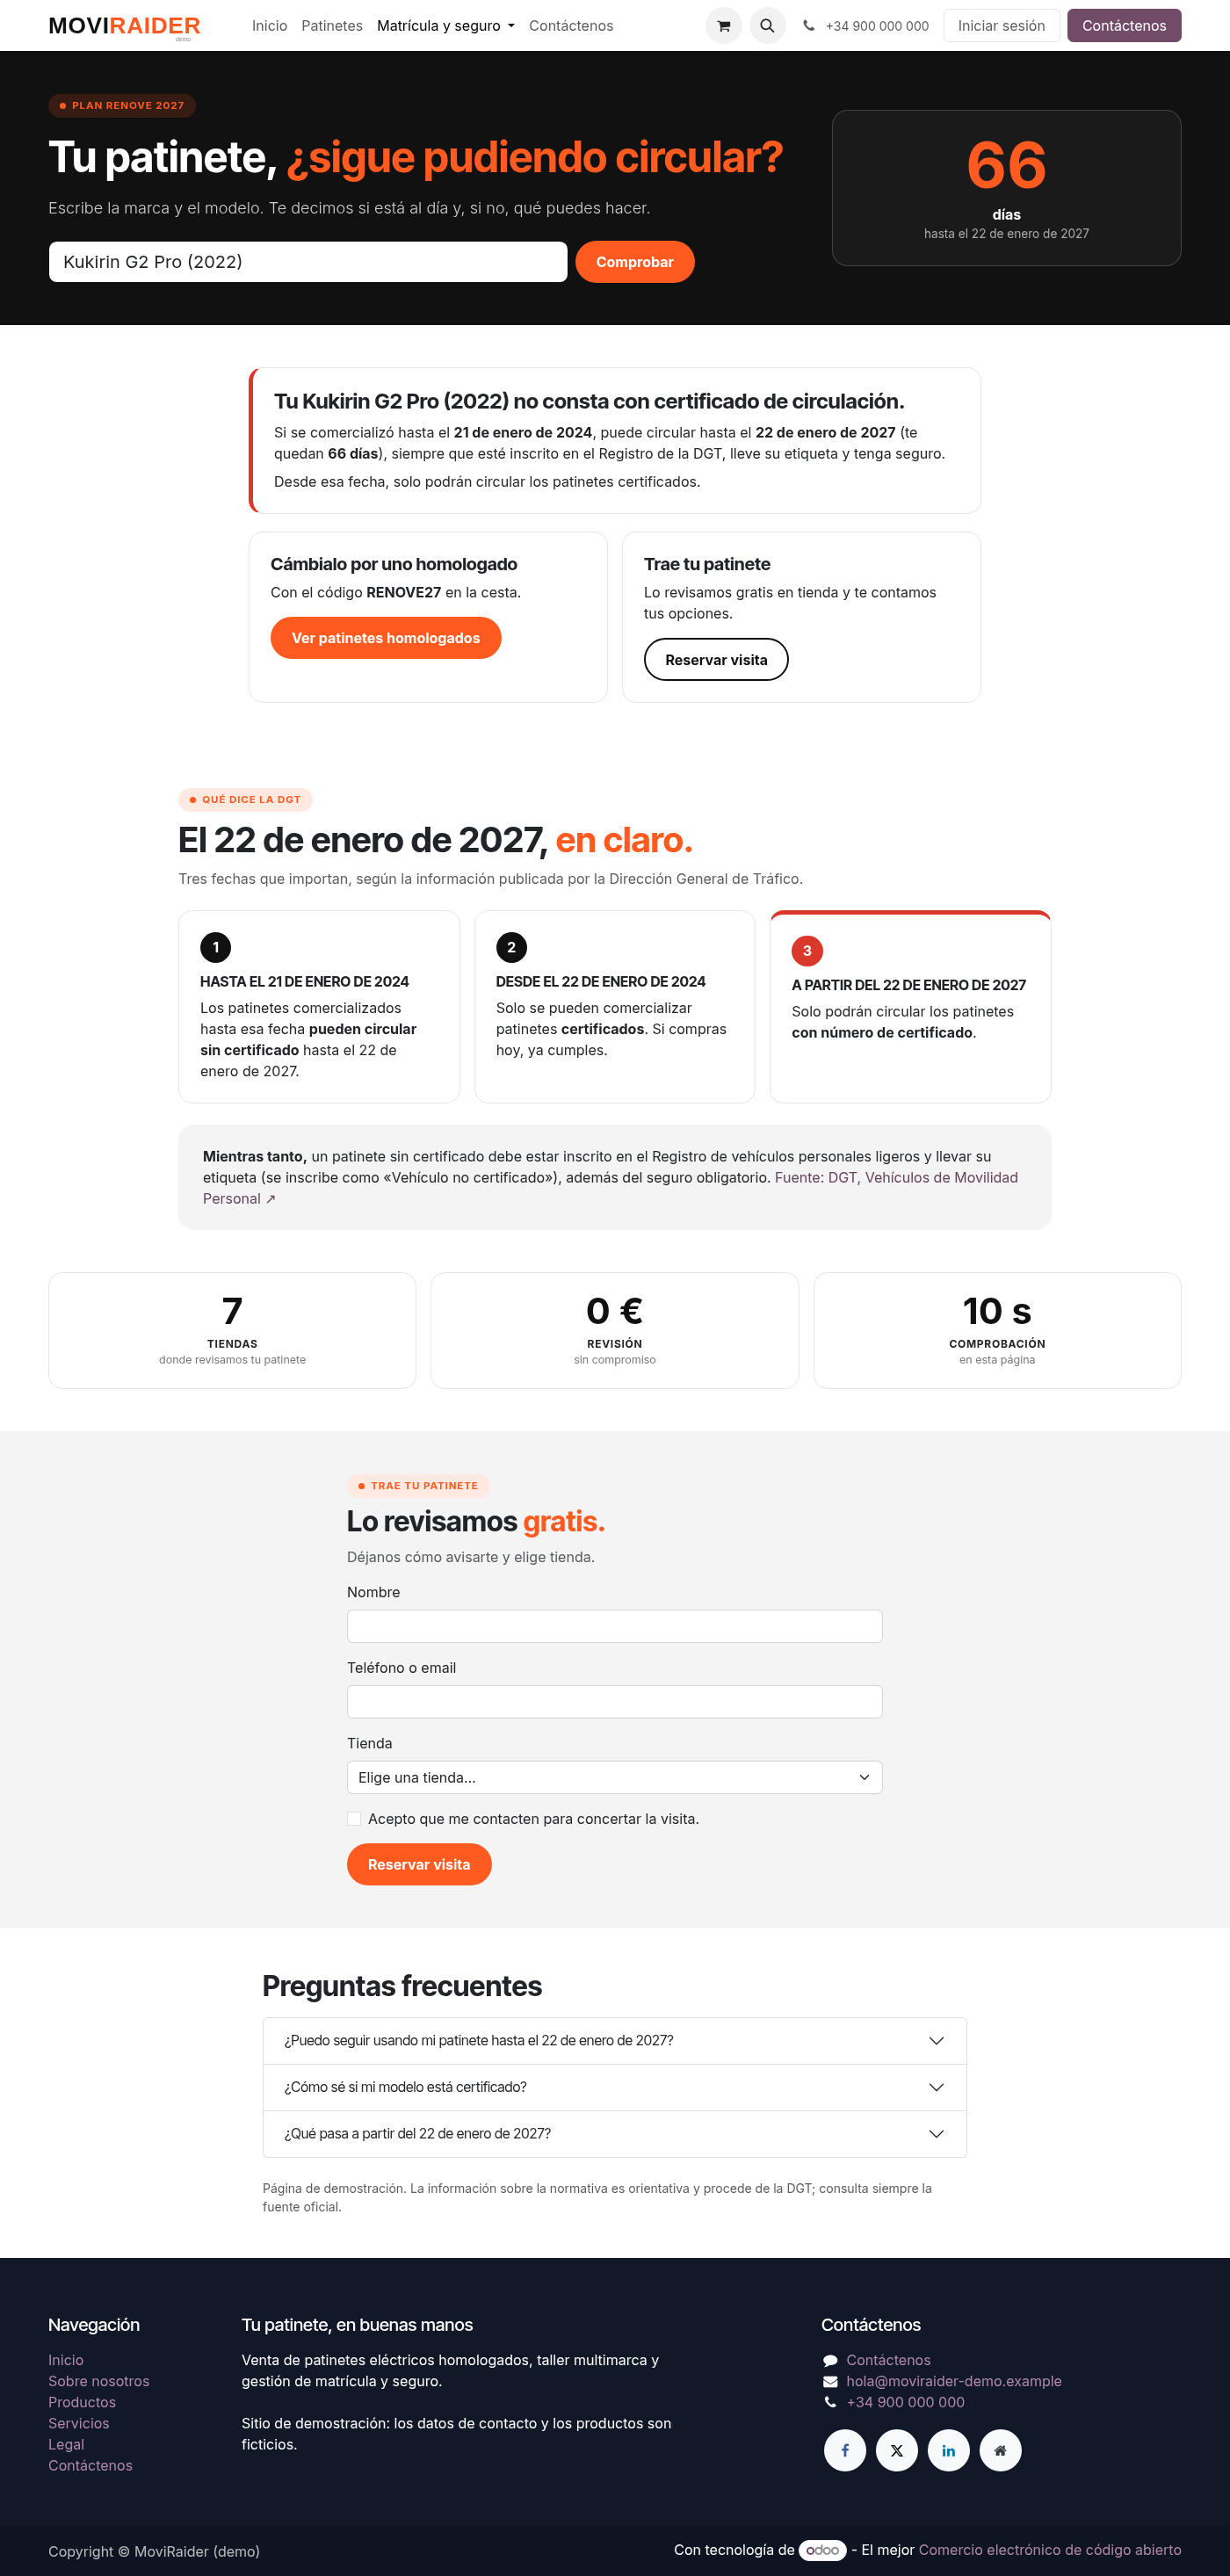 MOVIRAIDER
demo
Inicio
Patinetes
Matrícula y seguro
Contáctenos
+34 900 000 000
Iniciar sesión
Contáctenos
PLAN RENOVE 2027
Tu patinete, ¿sigue pudiendo circular?
Escribe la marca y el modelo. Te decimos si está al día y, si no, qué puedes hacer.
Kukirin G2 Pro (2022)
Comprobar
66
días
hasta el 22 de enero de 2027
Tu Kukirin G2 Pro (2022) no consta con certificado de circulación.
Si se comercializó hasta el 21 de enero de 2024, puede circular hasta el 22 de enero de 2027 (te
quedan 66 días), siempre que esté inscrito en el Registro de la DGT, lleve su etiqueta y tenga seguro.
Desde esa fecha, solo podrán circular los patinetes certificados.
Cámbialo por uno homologado
Con el código RENOVE27 en la cesta.
Ver patinetes homologados
Trae tu patinete
Lo revisamos gratis en tienda y te contamos
tus opciones.
Reservar visita
QUÉ DICE LA DGT
El 22 de enero de 2027, en claro.
Tres fechas que importan, según la información publicada por la Dirección General de Tráfico.
1
HASTA EL 21 DE ENERO DE 2024
Los patinetes comercializados
hasta esa fecha pueden circular
sin certificado hasta el 22 de
enero de 2027.
2
DESDE EL 22 DE ENERO DE 2024
Solo se pueden comercializar
patinetes certificados. Si compras
hoy, ya cumples.
3
A PARTIR DEL 22 DE ENERO DE 2027
Solo podrán circular los patinetes
con número de certificado.
Mientras tanto, un patinete sin certificado debe estar inscrito en el Registro de vehículos personales ligeros y llevar su
etiqueta (se inscribe como «Vehículo no certificado»), además del seguro obligatorio. Fuente: DGT, Vehículos de Movilidad
Personal ↗
7
TIENDAS
donde revisamos tu patinete
0 €
REVISIÓN
sin compromiso
10 s
COMPROBACIÓN
en esta página
TRAE TU PATINETE
Lo revisamos gratis.
Déjanos cómo avisarte y elige tienda.
Nombre
Teléfono o email
Tienda
Elige una tienda...
Acepto que me contacten para concertar la visita.
Reservar visita
Preguntas frecuentes
¿Puedo seguir usando mi patinete hasta el 22 de enero de 2027?
¿Cómo sé si mi modelo está certificado?
¿Qué pasa a partir del 22 de enero de 2027?
Página de demostración. La información sobre la normativa es orientativa y procede de la DGT; consulta siempre la
fuente oficial.
Navegación
Inicio
Sobre nosotros
Productos
Servicios
Legal
Contáctenos
Tu patinete, en buenas manos
Venta de patinetes eléctricos homologados, taller multimarca y
gestión de matrícula y seguro.
Sitio de demostración: los datos de contacto y los productos son
ficticios.
Contáctenos
Contáctenos
hola@moviraider-demo.example
+34 900 000 000
Copyright © MoviRaider (demo)
Con tecnología de odoo - El mejor Comercio electrónico de código abierto